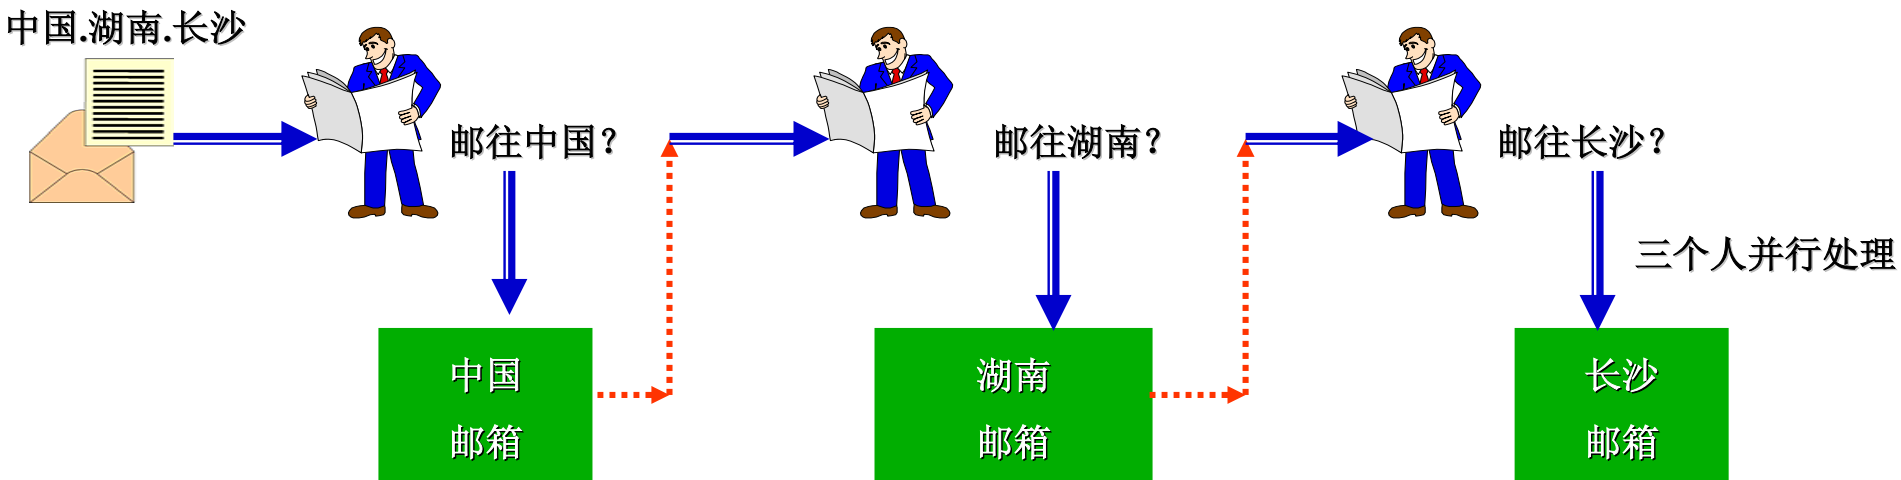 中国.湖南.长沙
邮往中国？
邮往湖南？
邮往长沙？
三个人并行处理
中国
邮箱
湖南
邮箱
长沙
邮箱